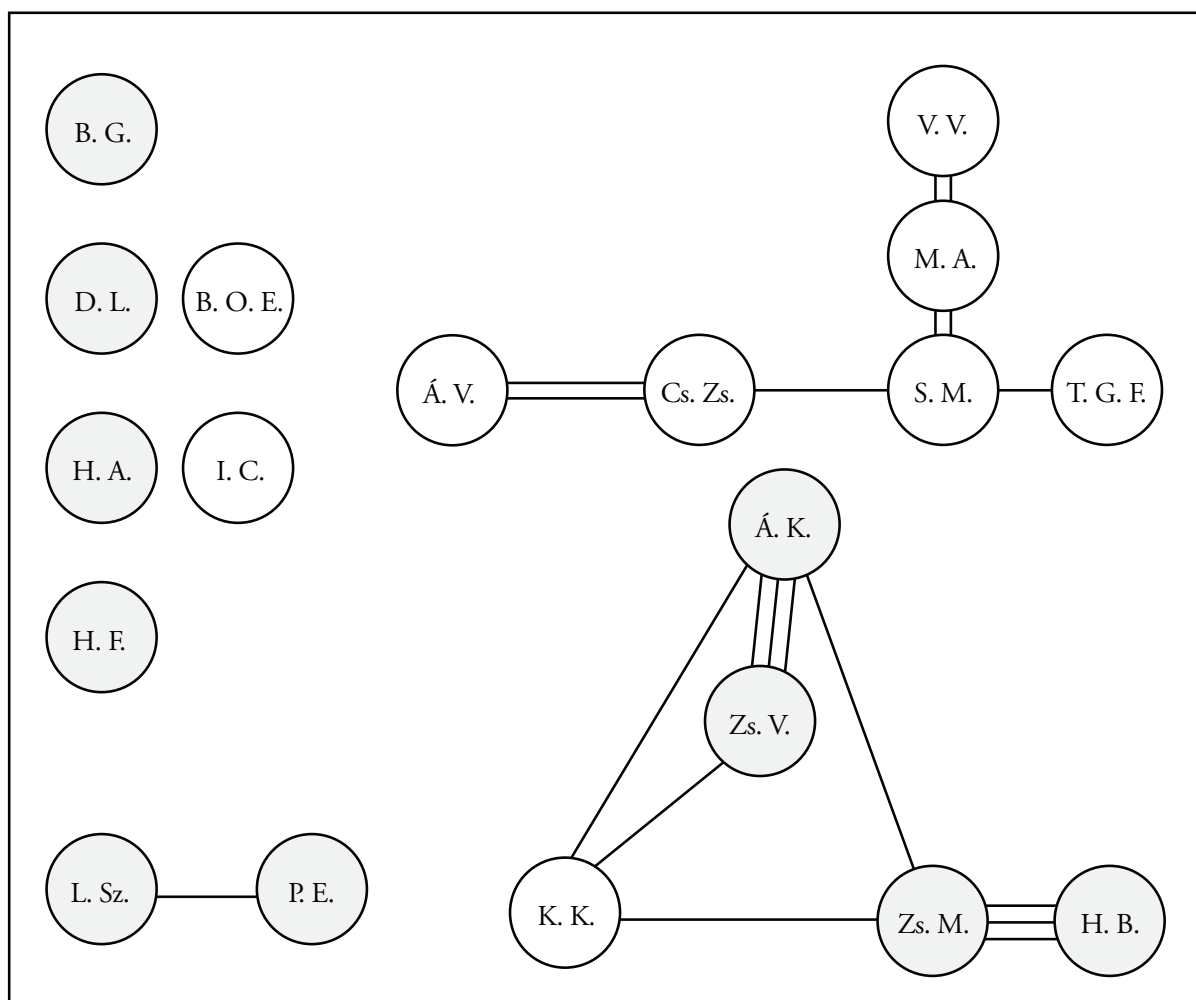 B. G.
V. V.
M. A.
D. L.
B. O. E.
Á. V.
Cs. Zs.
S. M.
T. G. F.
H. A.
I. C.
Á. K.
H. F.
Zs. V.
L. Sz.
P. E.
K. K.
Zs. M.
H. B.